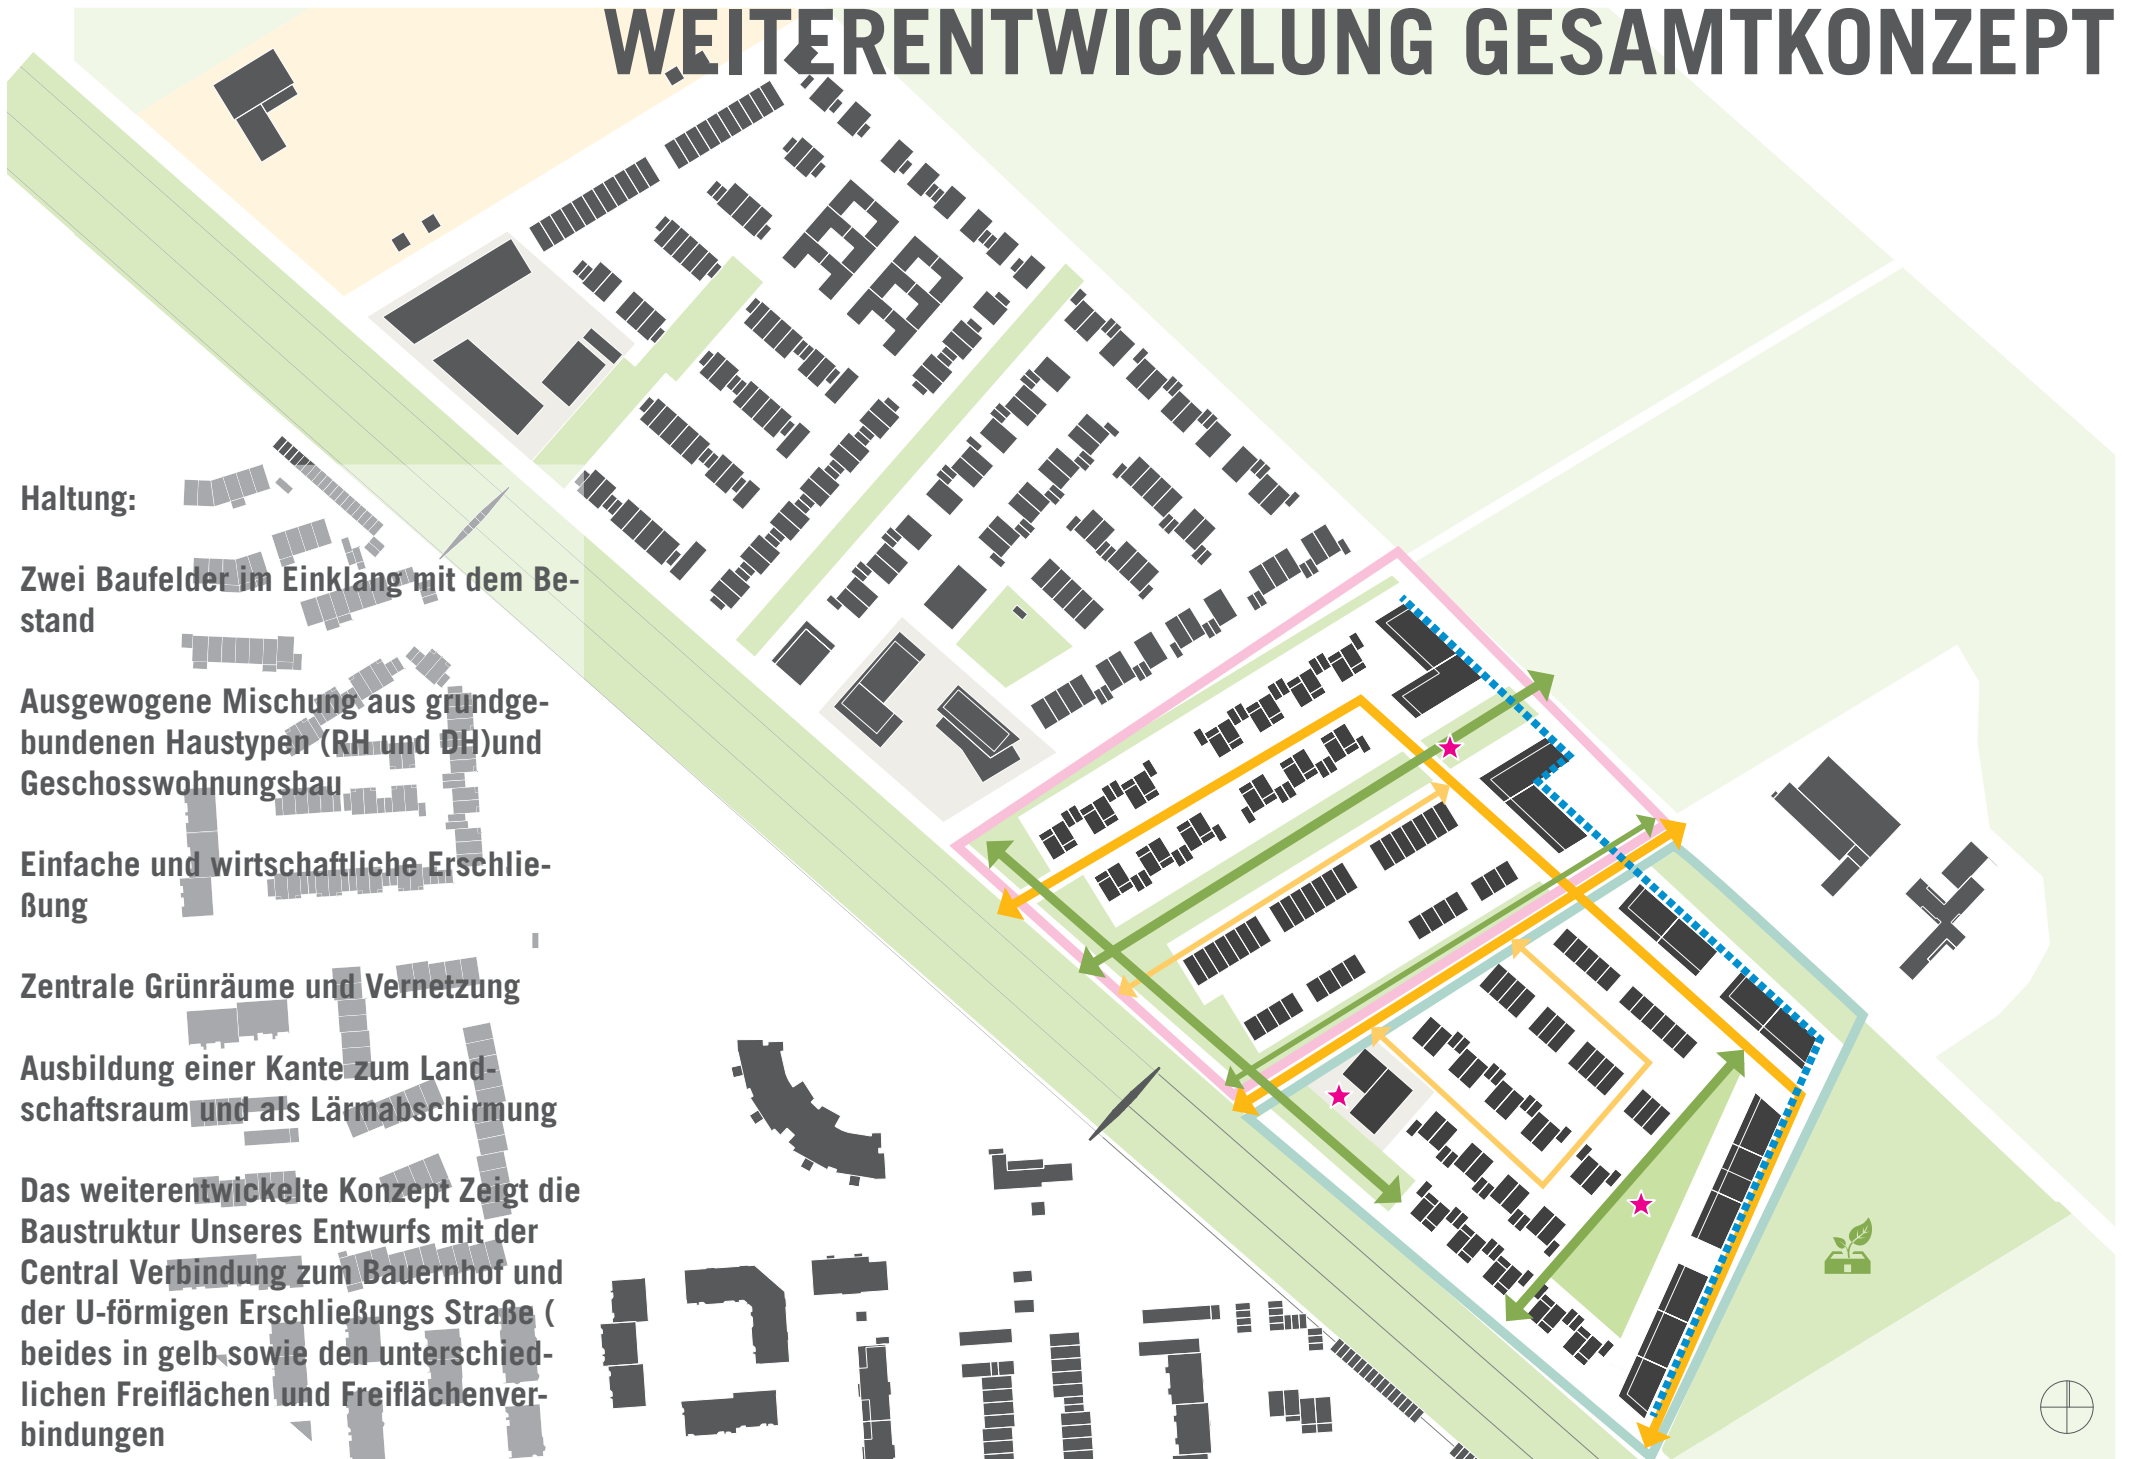 WEITERENTWICKLUNG GESAMTKONZEPT
Haltung:
Zwei Baufelder im Einklang mit dem Be-
stand
Ausgewogene Mischung aus grundge-
bundenen Haustypen (RH und DH)und
Geschosswohnungsbau
Einfache und wirtschaftliche Erschlie-
ßung
Zentrale Grünräume und Vernetzung
Ausbildung einer Kante zum Land-
schaftsraum und als Lärmabschirmung
Das weiterentwickelte Konzept Zeigt die
Baustruktur Unseres Entwurfs mit der
Central Verbindung zum Bauernhof und
der U-förmigen Erschließungs Straße (
beides in gelb sowie den unterschied-
lichen Freiflächen und Freiflächenver-
bindungen